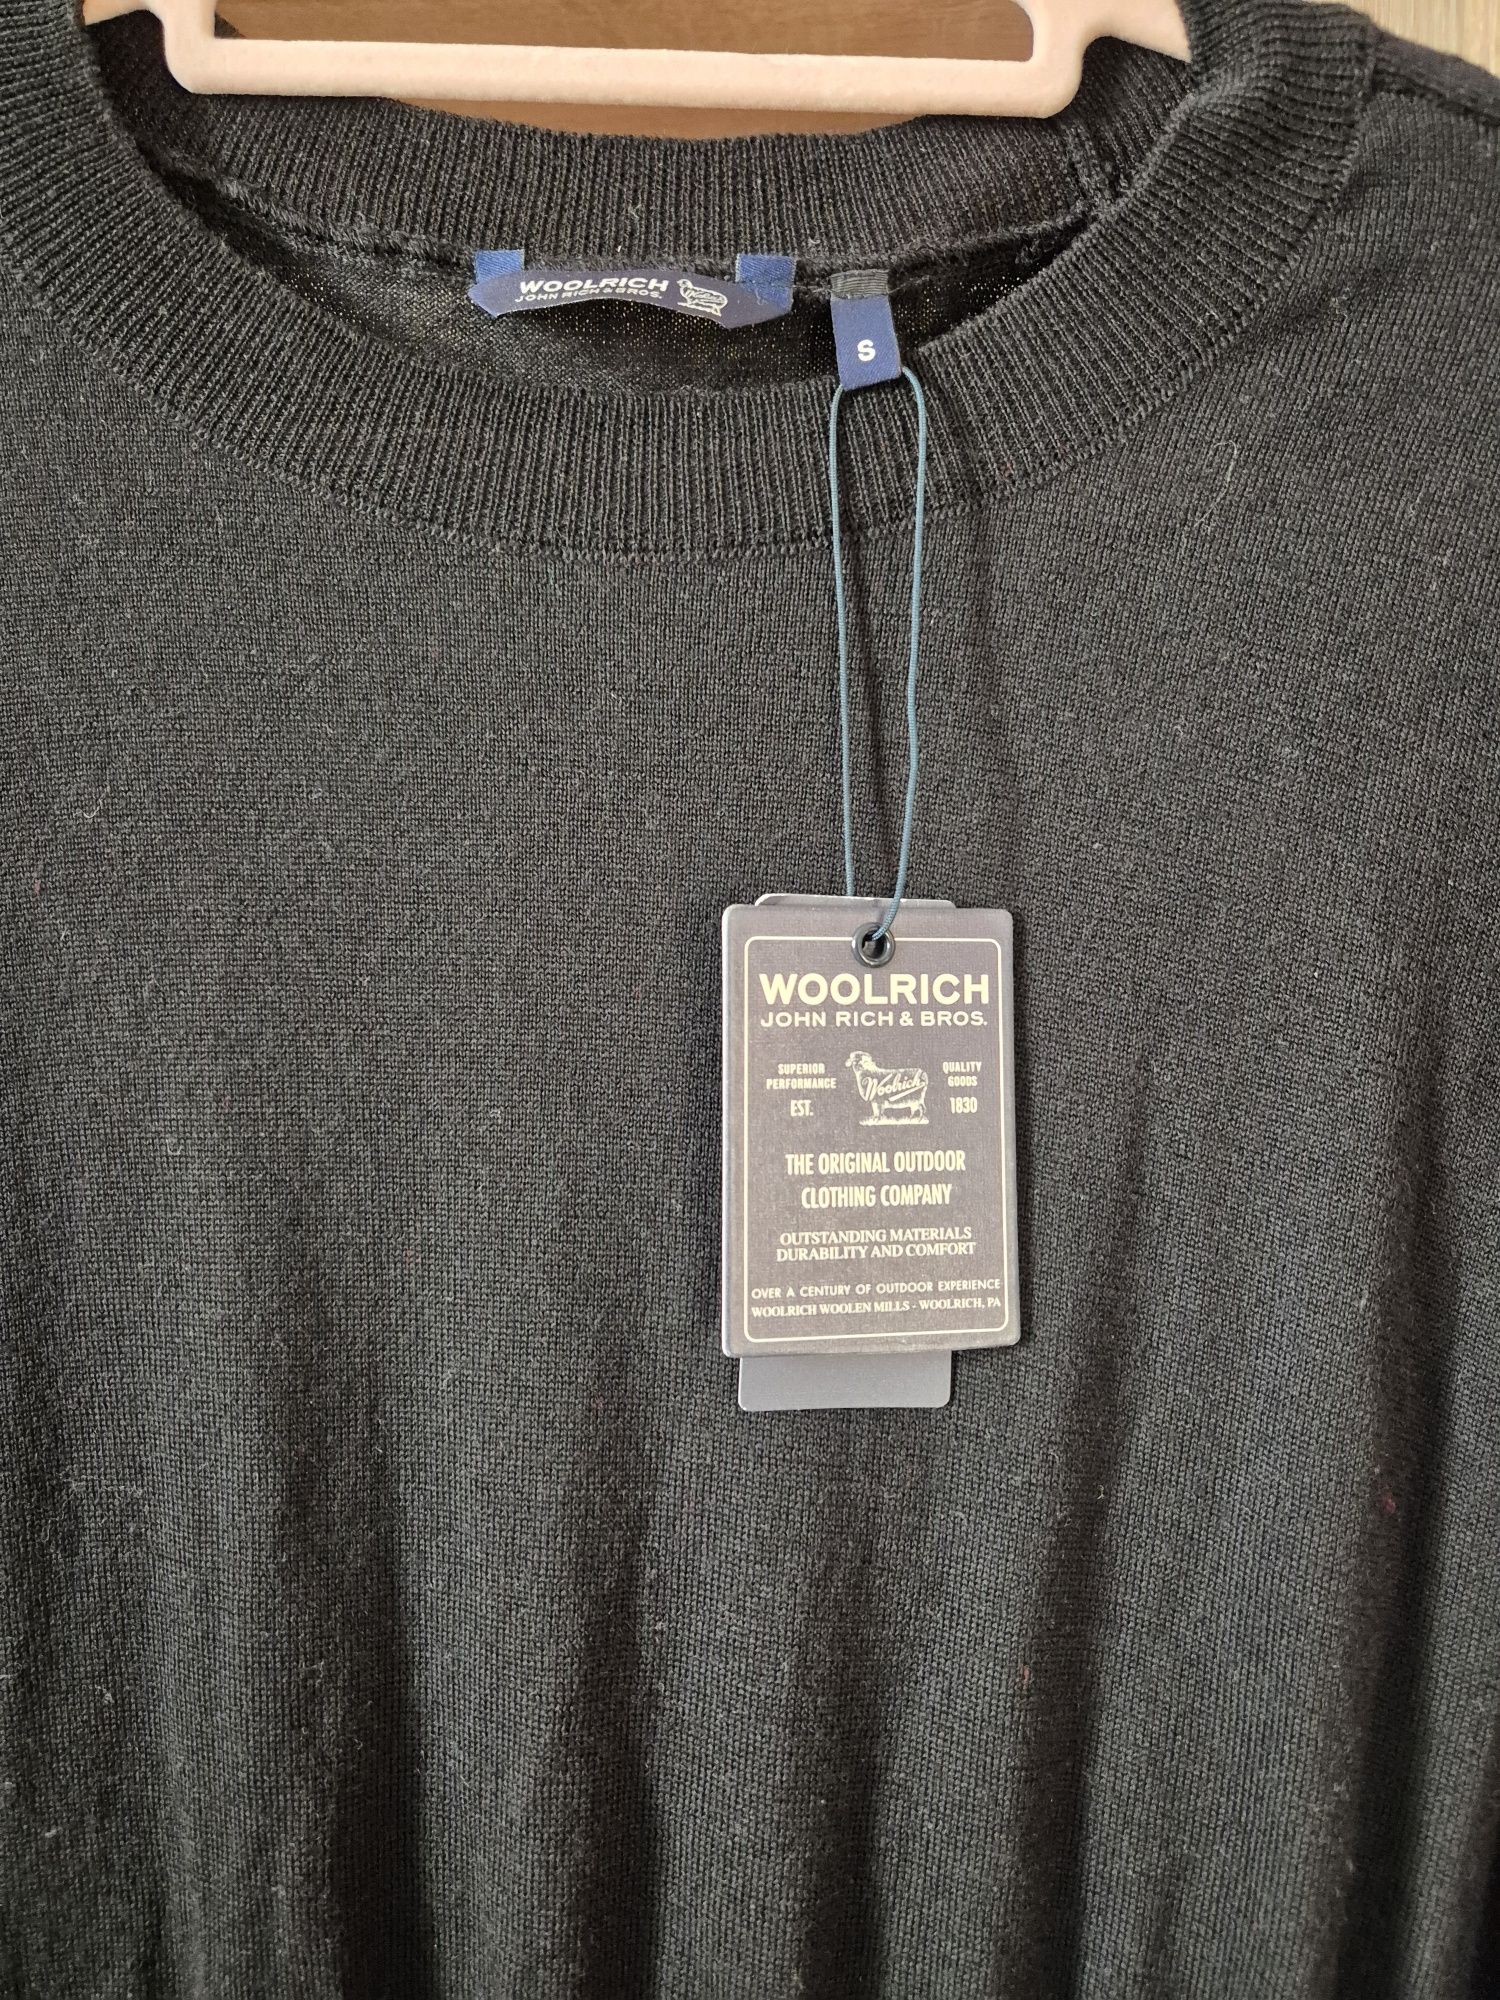 WOOLRICH
JOHN RICH & BROS.
S
WOOLRICH
JOHN RICH & BROS.
SUPERIOR
PERFORMANCE
EST.
Woolrich
QUALITY
GOODS
1830
THE ORIGINAL OUTDOOR
CLOTHING COMPANY
OUTSTANDING MATERIALS
DURABILITY AND COMFORT
OVER A CENTURY OF OUTDOOR EXPERIENCE
WOOLRICH WOOLEN MILLS - WOOLRICH, PA